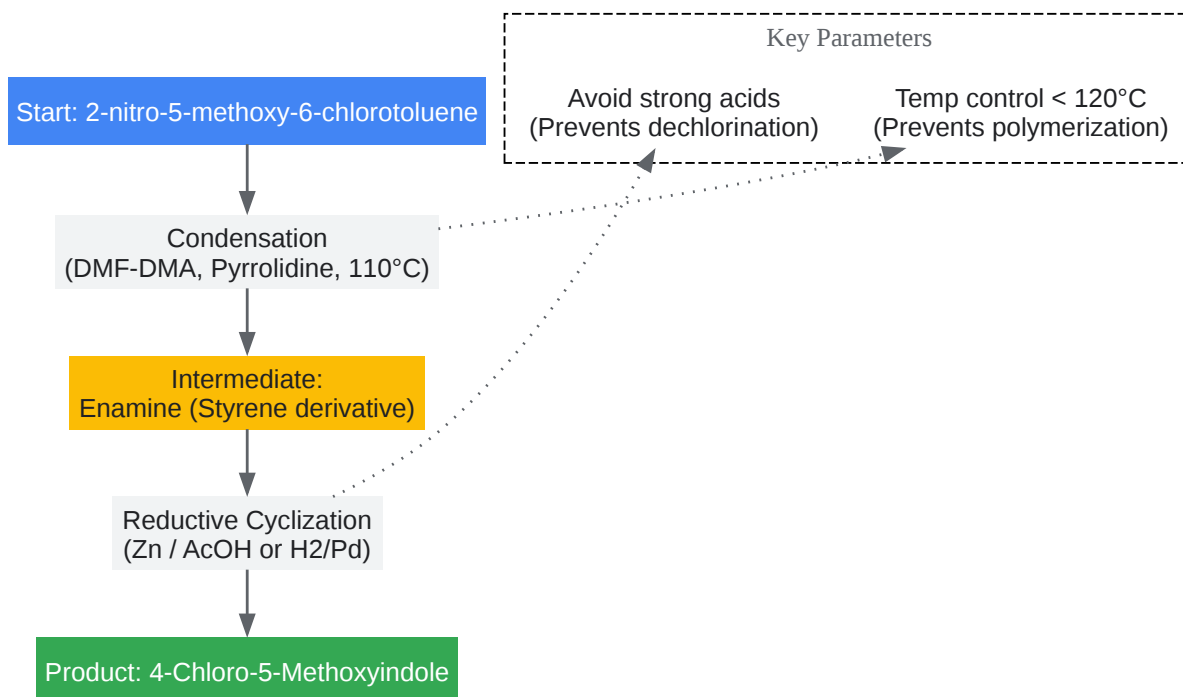 Key Parameters
Start: 2-nitro-5-methoxy-6-chlorotoluene
Avoid strong acids
(Prevents dechlorination)
Temp control < 120°C
(Prevents polymerization)
Condensation
(DMF-DMA, Pyrrolidine, 110°C)
Intermediate:
Enamine (Styrene derivative)
Reductive Cyclization
(Zn / AcOH or H2/Pd)
Product: 4-Chloro-5-Methoxyindole